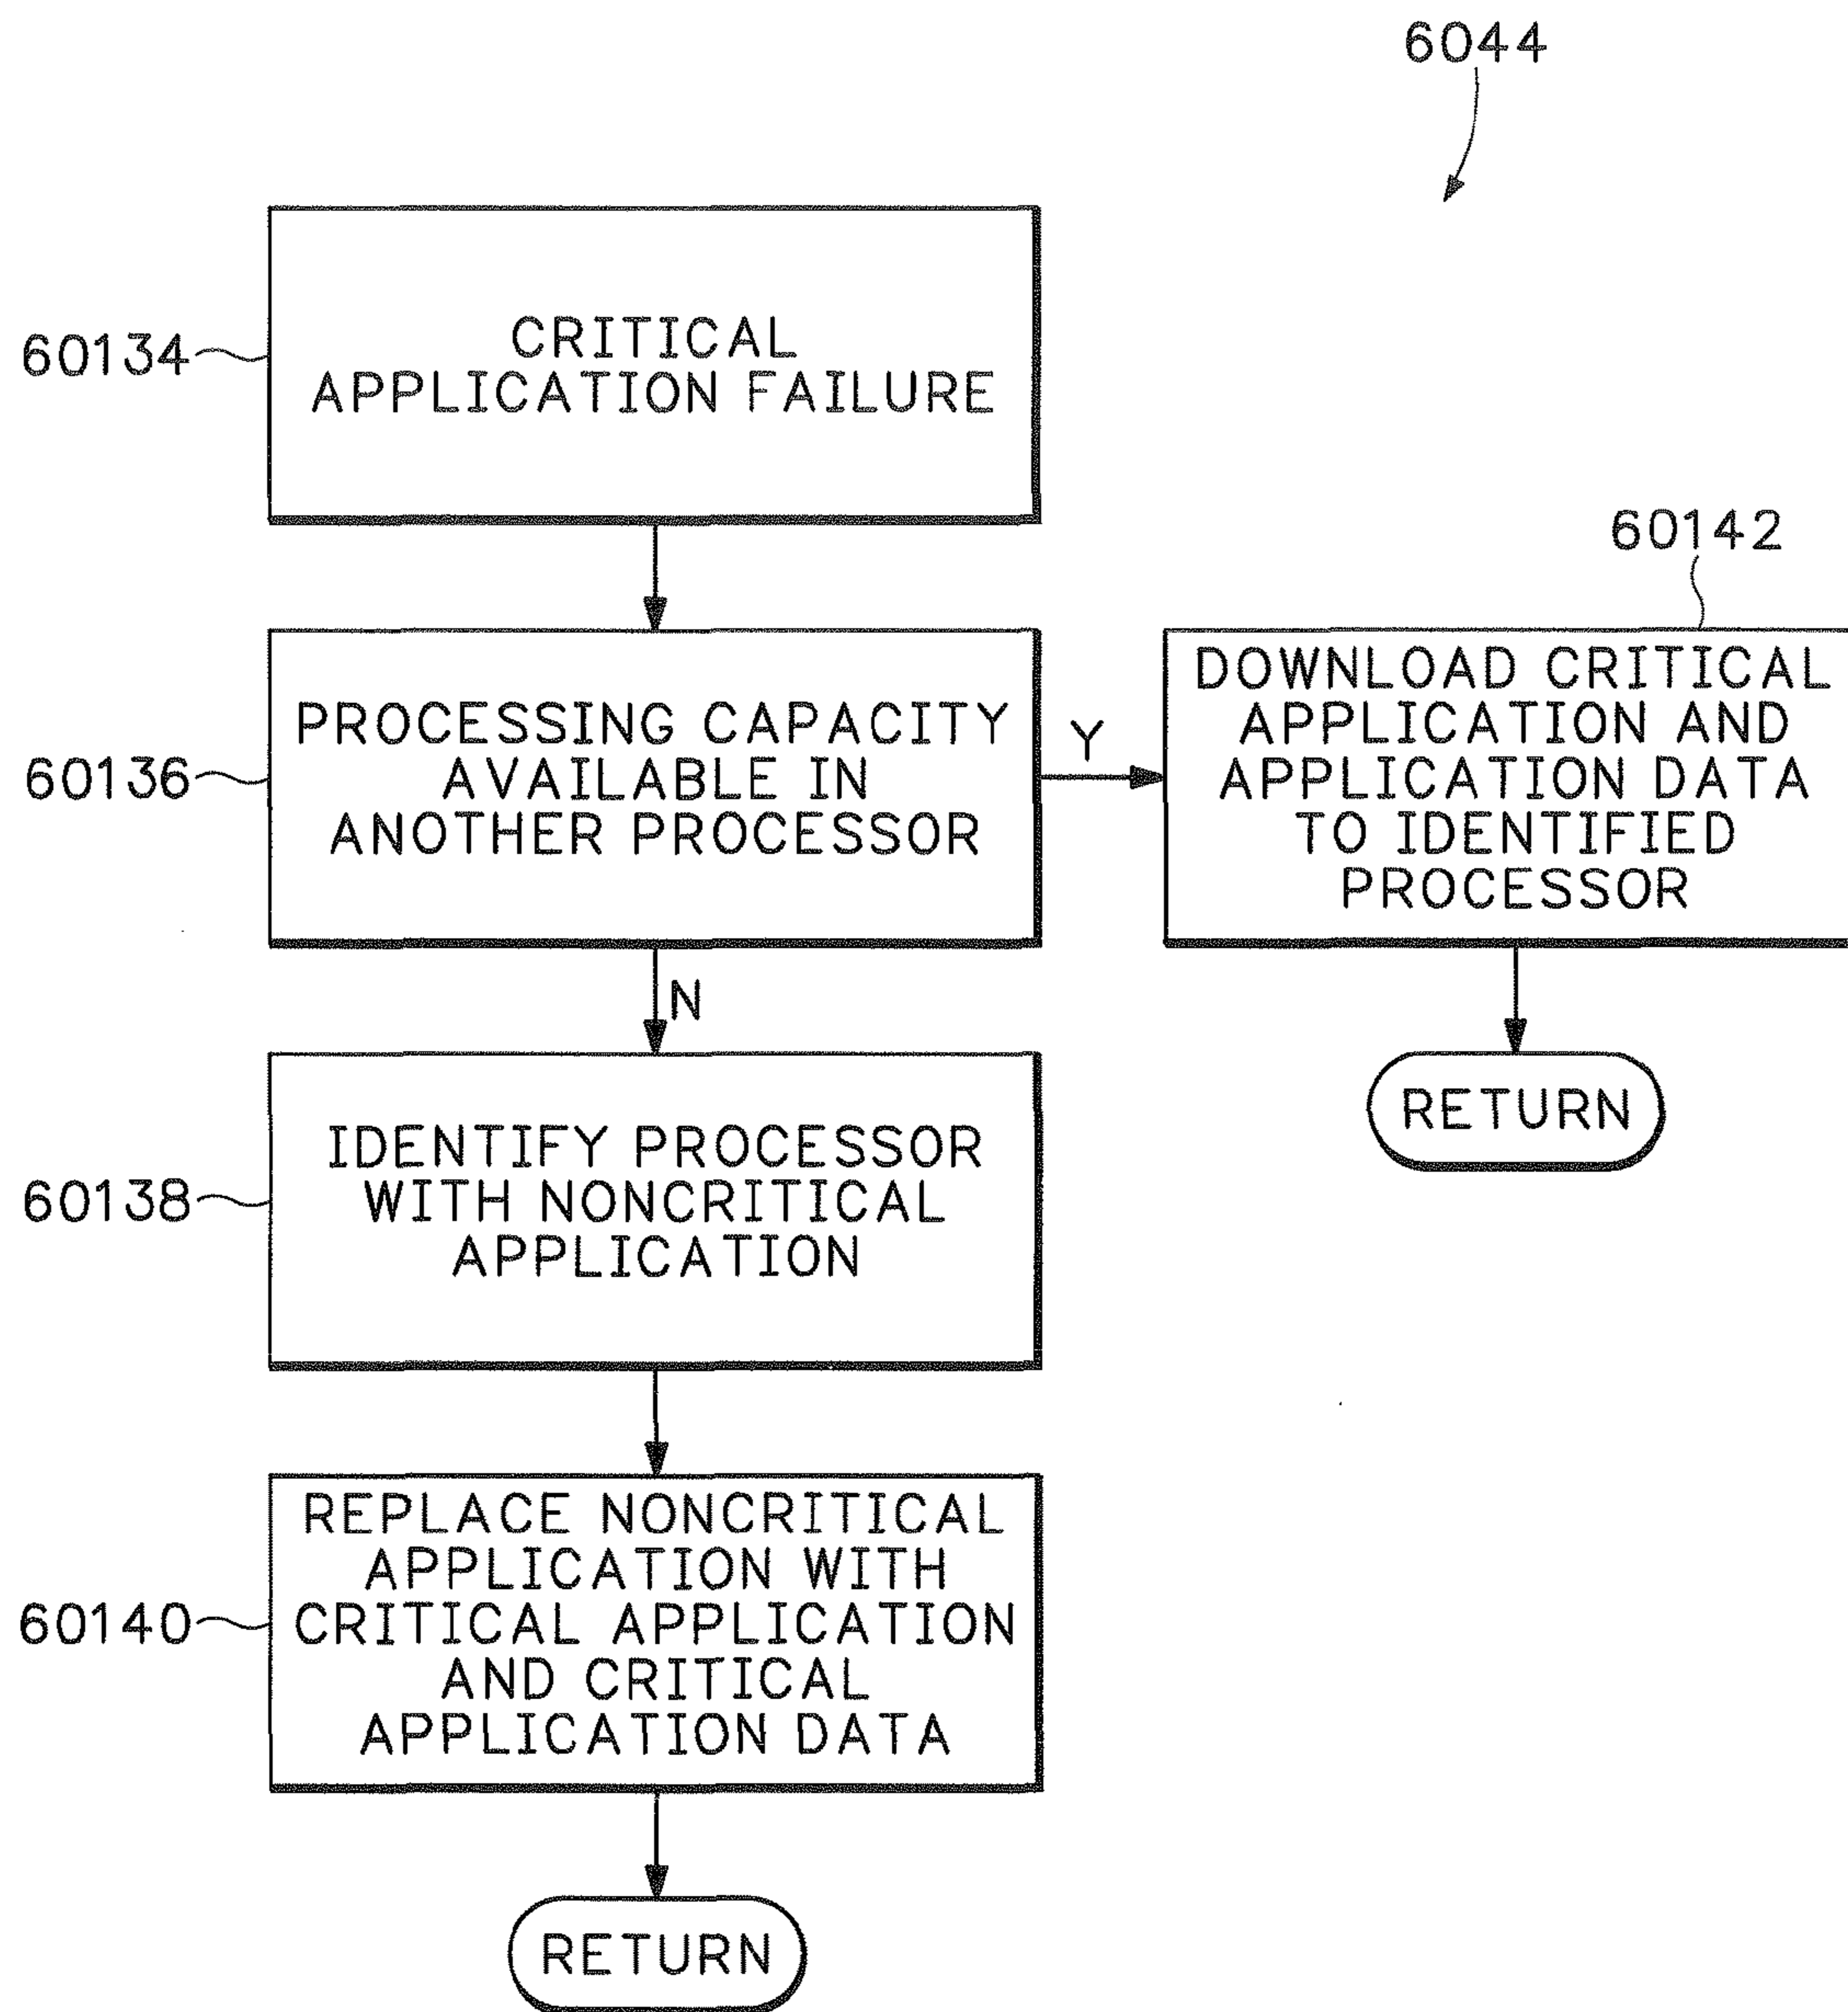 6044
60134
CRITICAL
APPLICATION FAILURE
60136
PROCESSING CAPACITY
AVAILABLE IN
ANOTHER PROCESSOR
Y
60142
DOWNLOAD CRITICAL
APPLICATION AND
APPLICATION DATA
TO IDENTIFIED
PROCESSOR
RETURN
N
60138
IDENTIFY PROCESSOR
WITH NONCRITICAL
APPLICATION
60140
REPLACE NONCRITICAL
APPLICATION WITH
CRITICAL APPLICATION
AND CRITICAL
APPLICATION DATA
RETURN